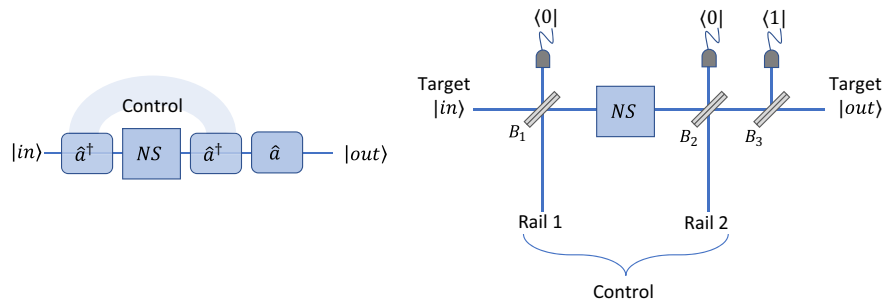 Control
|in⟩ â† NS â† â |out⟩
⟨0| ⟨0| ⟨1|
Target Target
|in⟩ NS |out⟩
B₁ B₂ B₃
Rail 1 Rail 2
Control